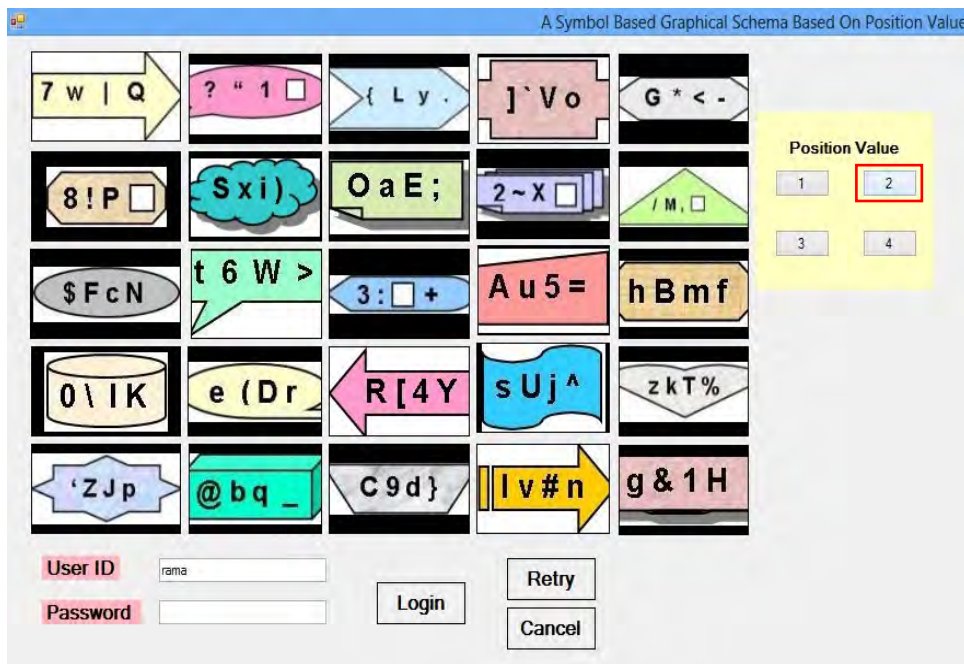 A Symbol Based Graphical Schema Based On Position Value
7 w | Q
? “ 1 □
{ L y .
] ` V o
G * < -
8 ! P □
S x i ) ,
O a E ;
2 ~ X □
/ M , □
$ F c N
t 6 W >
3 : □ +
A u 5 =
h B m f
0 \ I K
e ( D r
R [ 4 Y
s U j ^
z k T %
‘ Z J p
@ b q _
C 9 d }
l v # n
g & 1 H
Position Value
1 2
3 4
User ID rama
Password
Login
Retry
Cancel